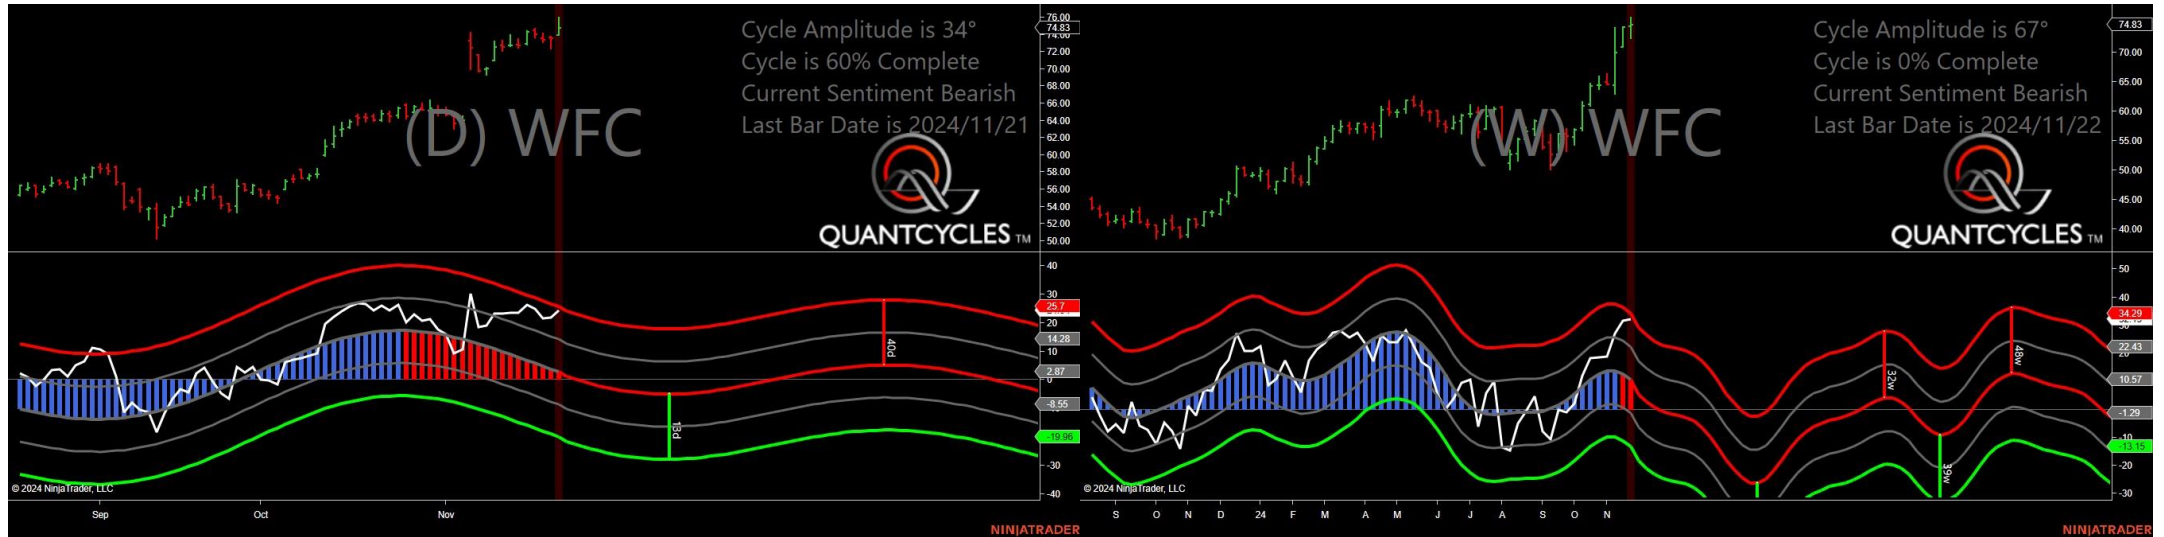 Cycle Amplitude is 34°
Cycle is 60% Complete
Current Sentiment Bearish
Last Bar Date is 2024/11/21
(D) WFC
QUANTCYCLES TM
76.00
74.83
74.00
72.00
70.00
68.00
66.00
64.00
62.00
60.00
58.00
56.00
54.00
52.00
50.00
40
30
25.7
20
14.28
10
2.87
0
-8.55
-19.96
-30
-40
40d
13d
© 2024 NinjaTrader, LLC
Sep
Oct
Nov
NINJATRADER
Cycle Amplitude is 67°
Cycle is 0% Complete
Current Sentiment Bearish
Last Bar Date is 2024/11/22
(W) WFC
QUANTCYCLES TM
74.83
70.00
65.00
60.00
55.00
50.00
45.00
40.00
50
40
34.29
22.43
20
10.57
-1.29
-10
-13.15
-20
-30
32w
48w
39w
© 2024 NinjaTrader, LLC
S O N D 24 F M A M J J A S O N
NINJATRADER